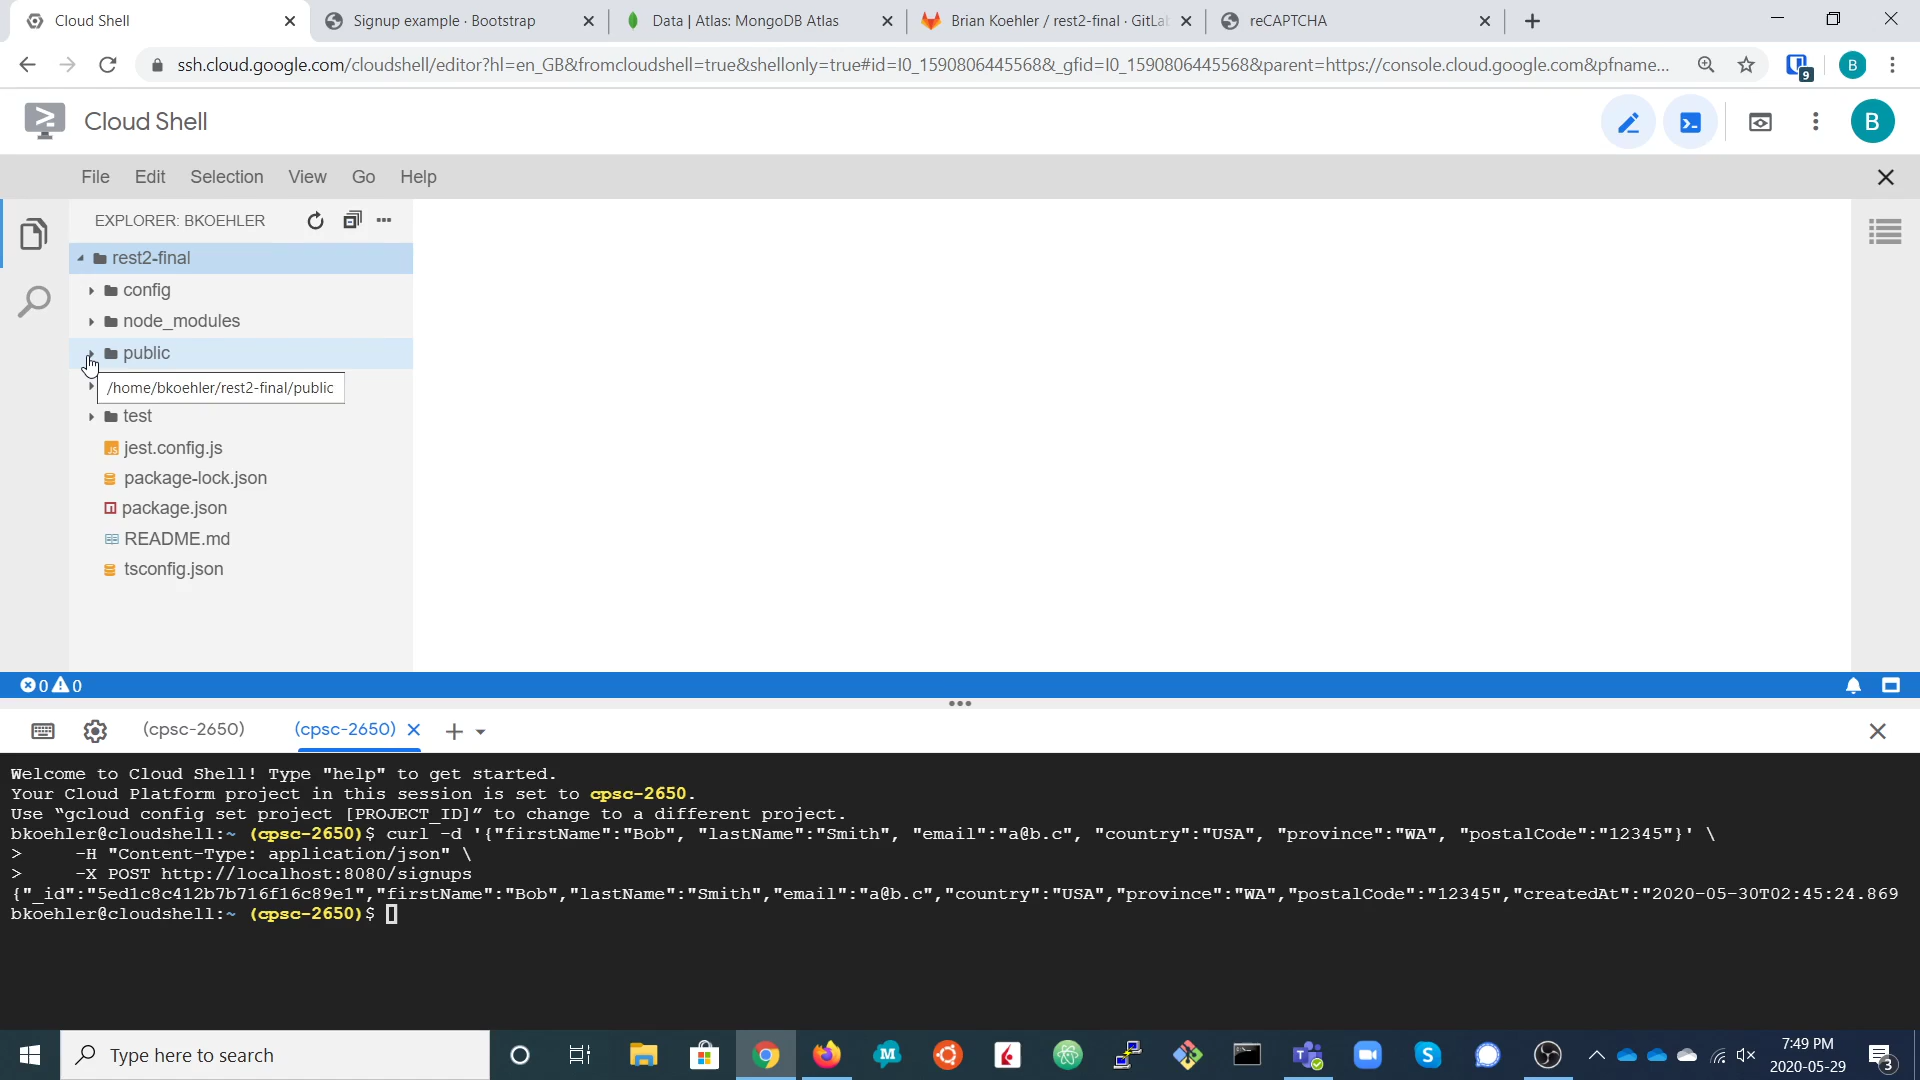 Cloud Shell
Signup example · Bootstrap
Data | Atlas: MongoDB Atlas
Brian Koehler / rest2-final · GitLa
reCAPTCHA
ssh.cloud.google.com/cloudshell/editor?hl=en_GB&fromcloudshell=true&shellonly=true#id=I0_1590806445568&_gfid=I0_1590806445568&parent=https://console.cloud.google.com&pfname...
9
B
Cloud Shell
B
File Edit Selection View Go Help
EXPLORER: BKOEHLER
rest2-final
config
node_modules
public
/home/bkoehler/rest2-final/public
test
JS jest.config.js
package-lock.json
package.json
README.md
tsconfig.json
0 0
(cpsc-2650) (cpsc-2650)
Welcome to Cloud Shell! Type "help" to get started.
Your Cloud Platform project in this session is set to cpsc-2650.
Use “gcloud config set project [PROJECT_ID]” to change to a different project.
bkoehler@cloudshell:~ (cpsc-2650)$ curl -d '{"firstName":"Bob", "lastName":"Smith", "email":"a@b.c", "country":"USA", "province":"WA", "postalCode":"12345"}' \
> -H "Content-Type: application/json" \
> -X POST http://localhost:8080/signups
{"_id":"5ed1c8c412b7b716f16c89e1","firstName":"Bob","lastName":"Smith","email":"a@b.c","country":"USA","province":"WA","postalCode":"12345","createdAt":"2020-05-30T02:45:24.869
bkoehler@cloudshell:~ (cpsc-2650)$
Type here to search
7:49 PM
2020-05-29
3